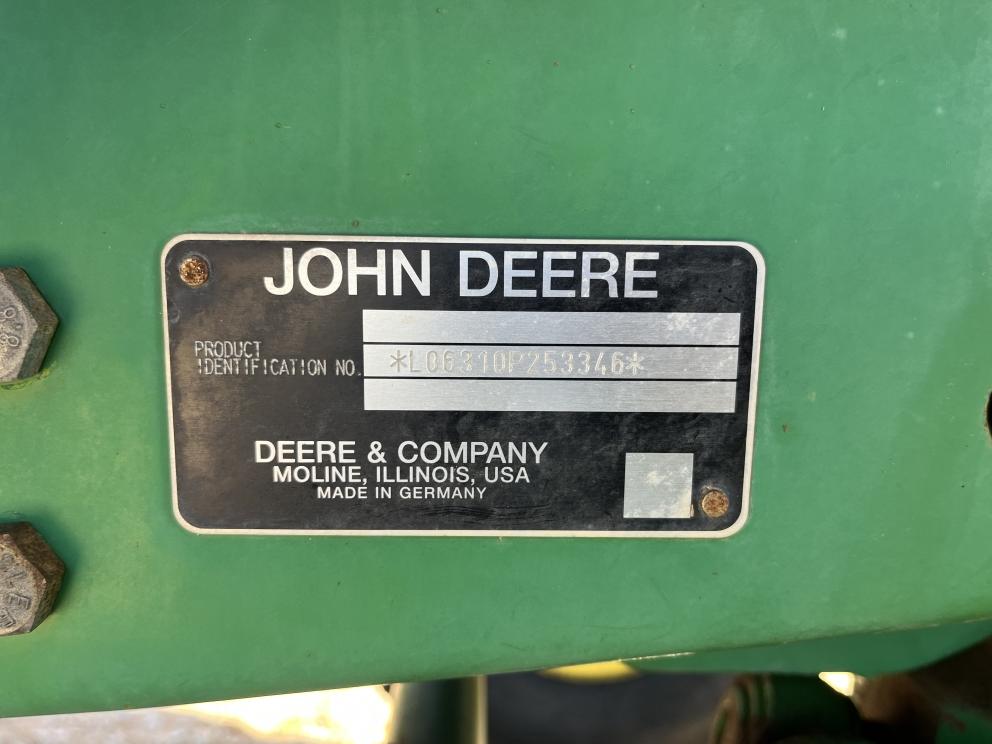 JOHN DEERE
PRODUCT
IDENTIFICATION NO.
*L06310P253346*
DEERE & COMPANY
MOLINE, ILLINOIS, USA
MADE IN GERMANY